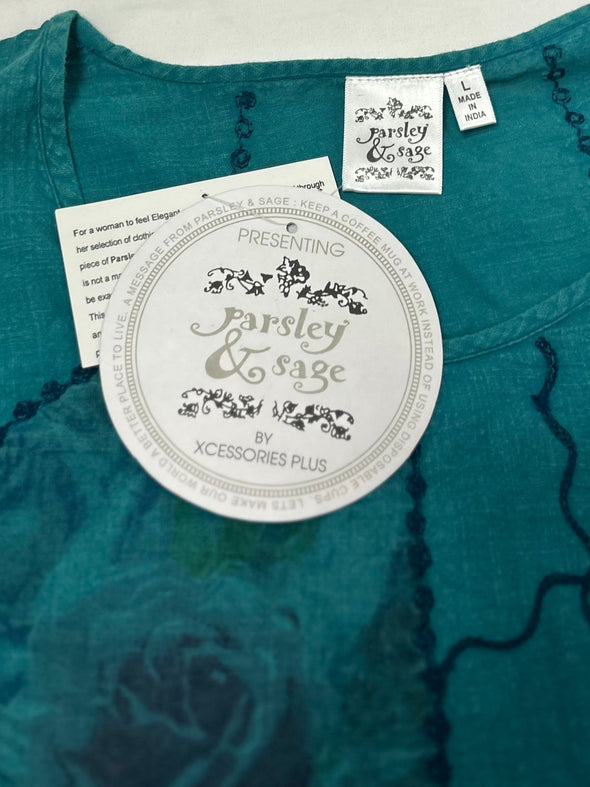 L
MADE
IN
INDIA
parsley
& sage
through
For a woman to feel Elegant
her selection of clothi
piece of Parsl
is not a m
be exa
This
an
A MESSAGE FROM PARSLEY & SAGE : KEEP A COFFEE MUG AT WORK INSTEAD OF USING DISPOSABLE CUPS. LETS MAKE OUR WORLD A BETTER PLACE TO LIVE.
PRESENTING
parsley
& sage
BY
XCESSORIES PLUS